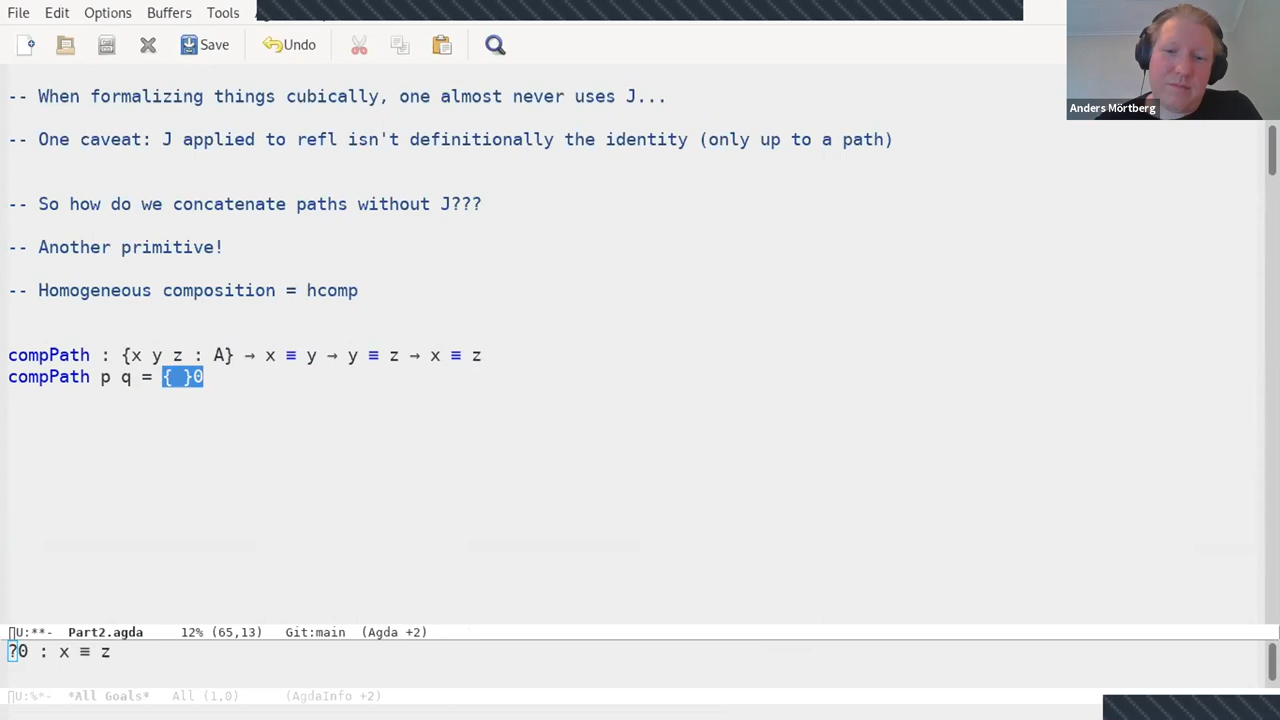 File Edit Options Buffers Tools
Save Undo
Anders Mörtberg
-- When formalizing things cubically, one almost never uses J...
-- One caveat: J applied to refl isn't definitionally the identity (only up to a path)
-- So how do we concatenate paths without J???
-- Another primitive!
-- Homogeneous composition = hcomp
compPath : {x y z : A} → x ≡ y → y ≡ z → x ≡ z
compPath p q = { }0
U:**- Part2.agda 12% (65,13) Git:main (Agda +2)
?0 : x ≡ z
U:%*- *All Goals* All (1,0) (AgdaInfo +2)